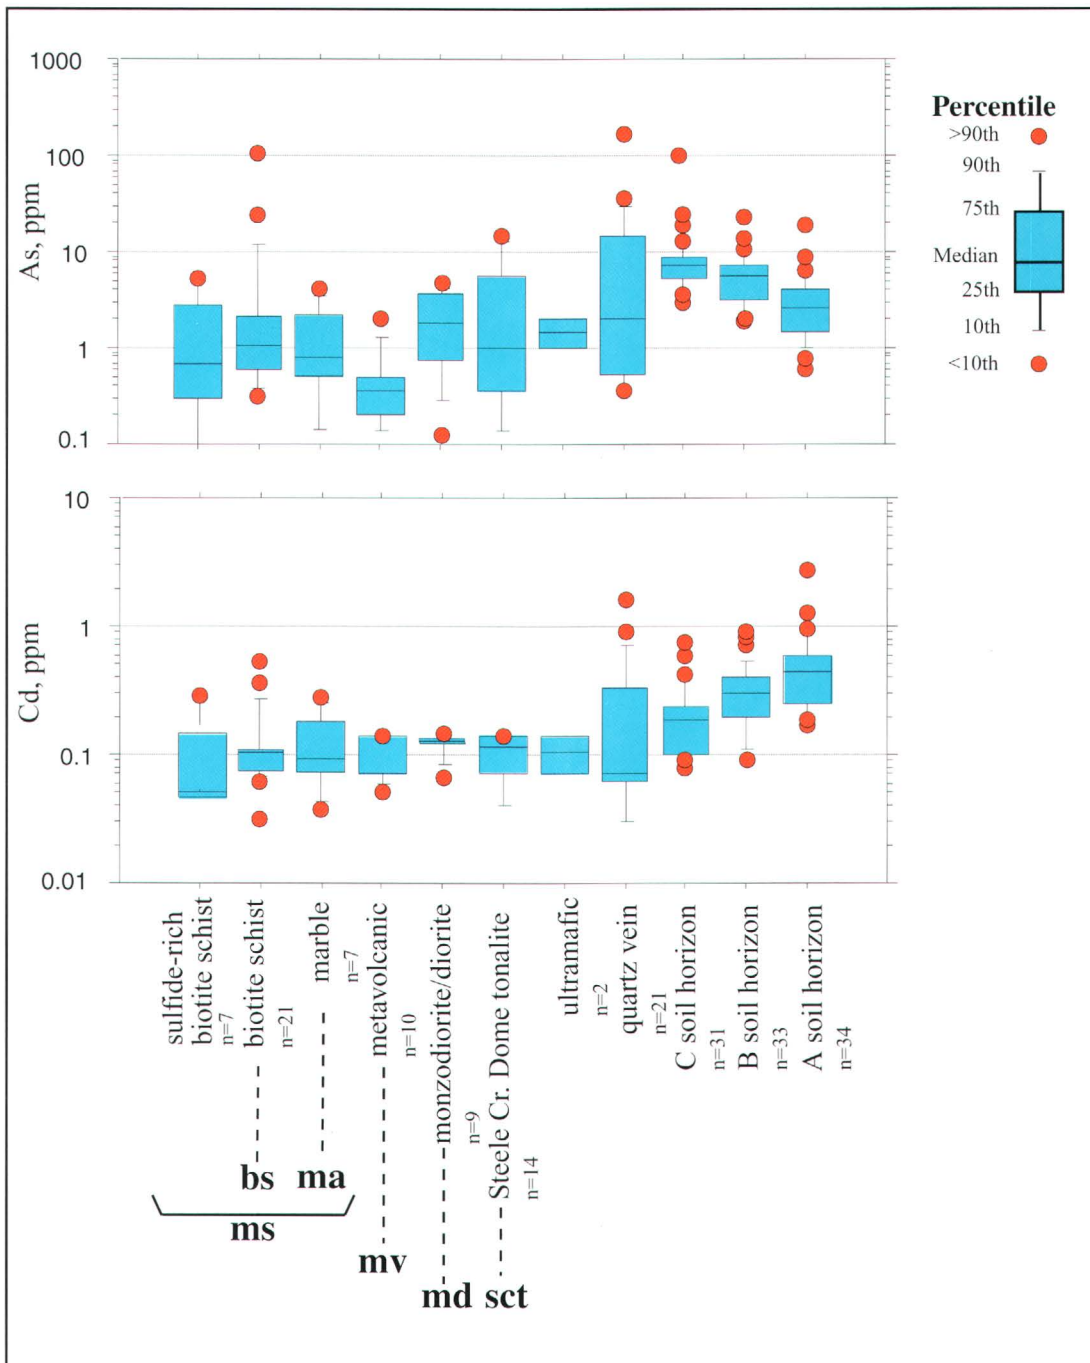 1000
100
10
1
0.1
As, ppm
Percentile
>90th
90th
75th
Median
25th
10th
<10th
10
1
0.1
0.01
Cd, ppm
sulfide-rich
biotite schist
n=7
biotite schist
n=21
marble
n=7
metavolcanic
n=10
monzodiorite/diorite
n=9
Steele Cr. Dome tonalite
n=14
ultramafic
n=2
quartz vein
n=21
C soil horizon
n=31
B soil horizon
n=33
A soil horizon
n=34
bs ma
ms
mv
md sct